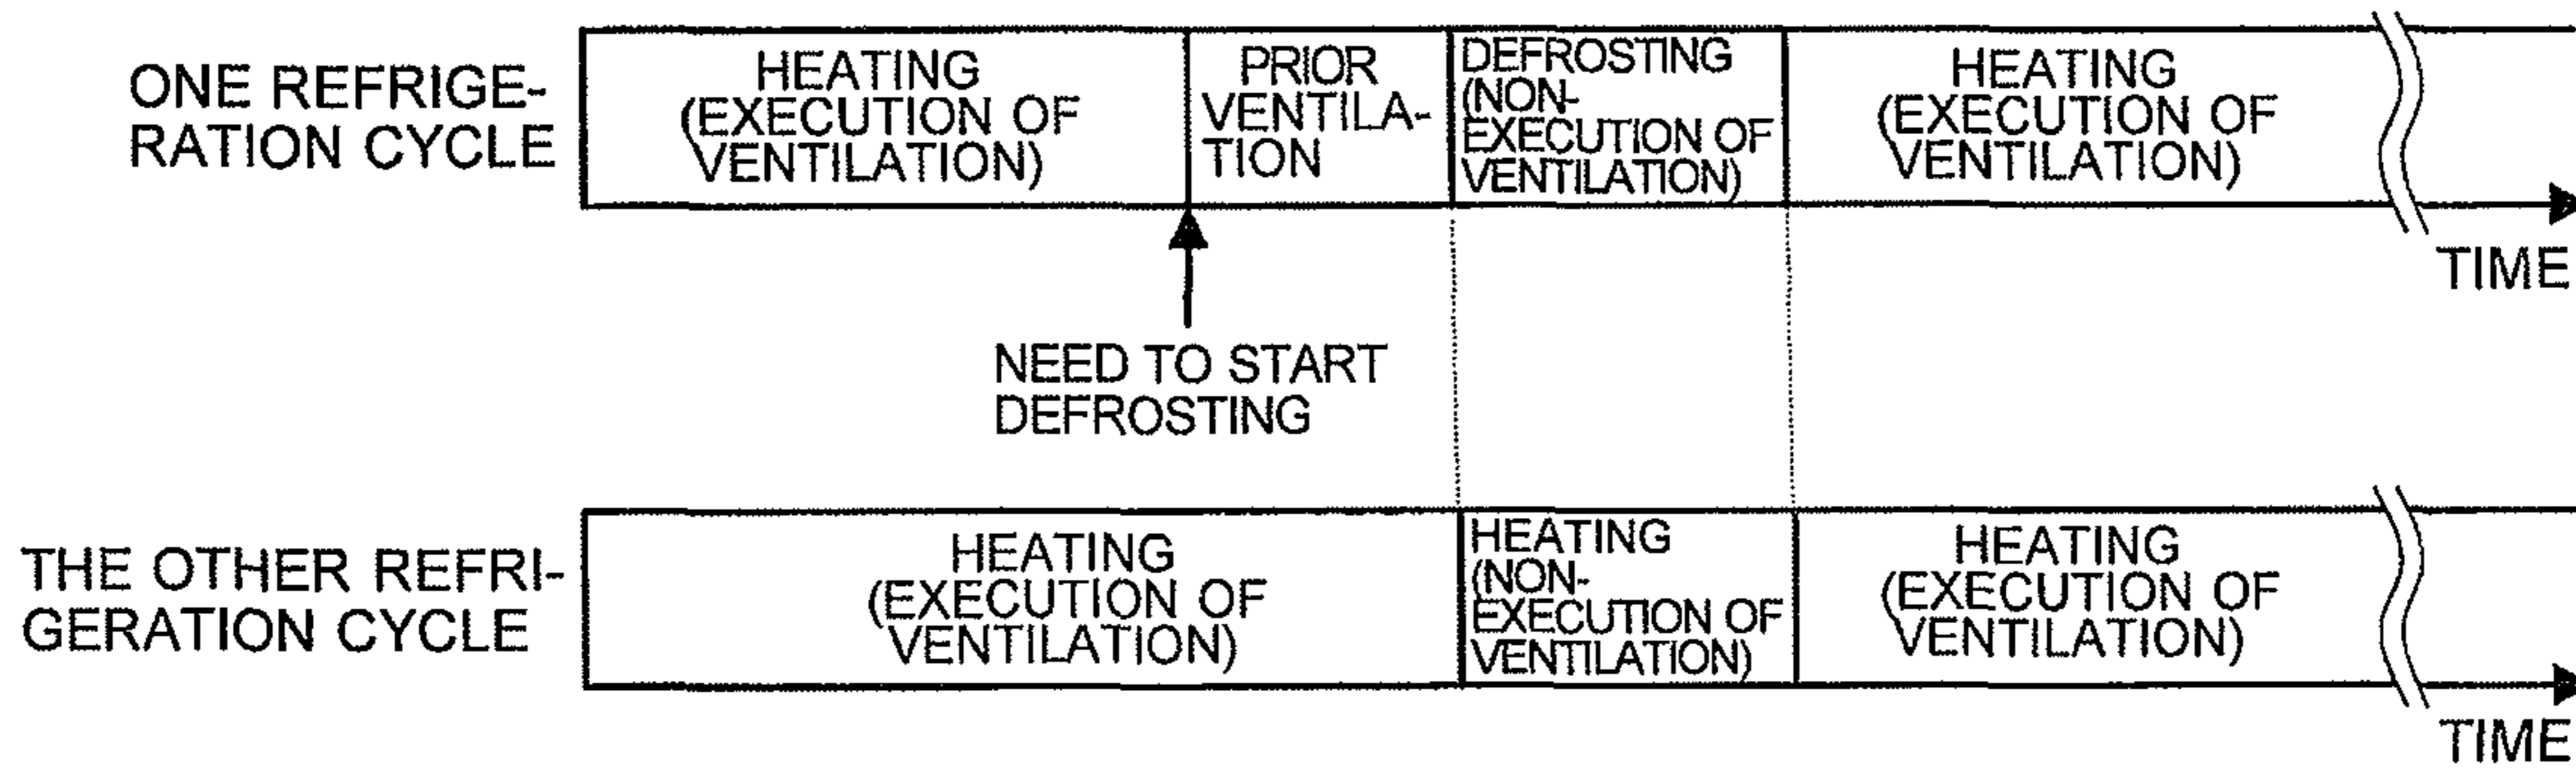 ONE REFRIGE-
RATION CYCLE
HEATING
(EXECUTION OF
VENTILATION)
PRIOR
VENTILA-
TION
DEFROSTING
(NON-
EXECUTION OF
VENTILATION)
HEATING
(EXECUTION OF
VENTILATION)
TIME
NEED TO START
DEFROSTING
THE OTHER REFRI-
GERATION CYCLE
HEATING
(EXECUTION OF
VENTILATION)
HEATING
(NON-
EXECUTION OF
VENTILATION)
HEATING
(EXECUTION OF
VENTILATION)
TIME